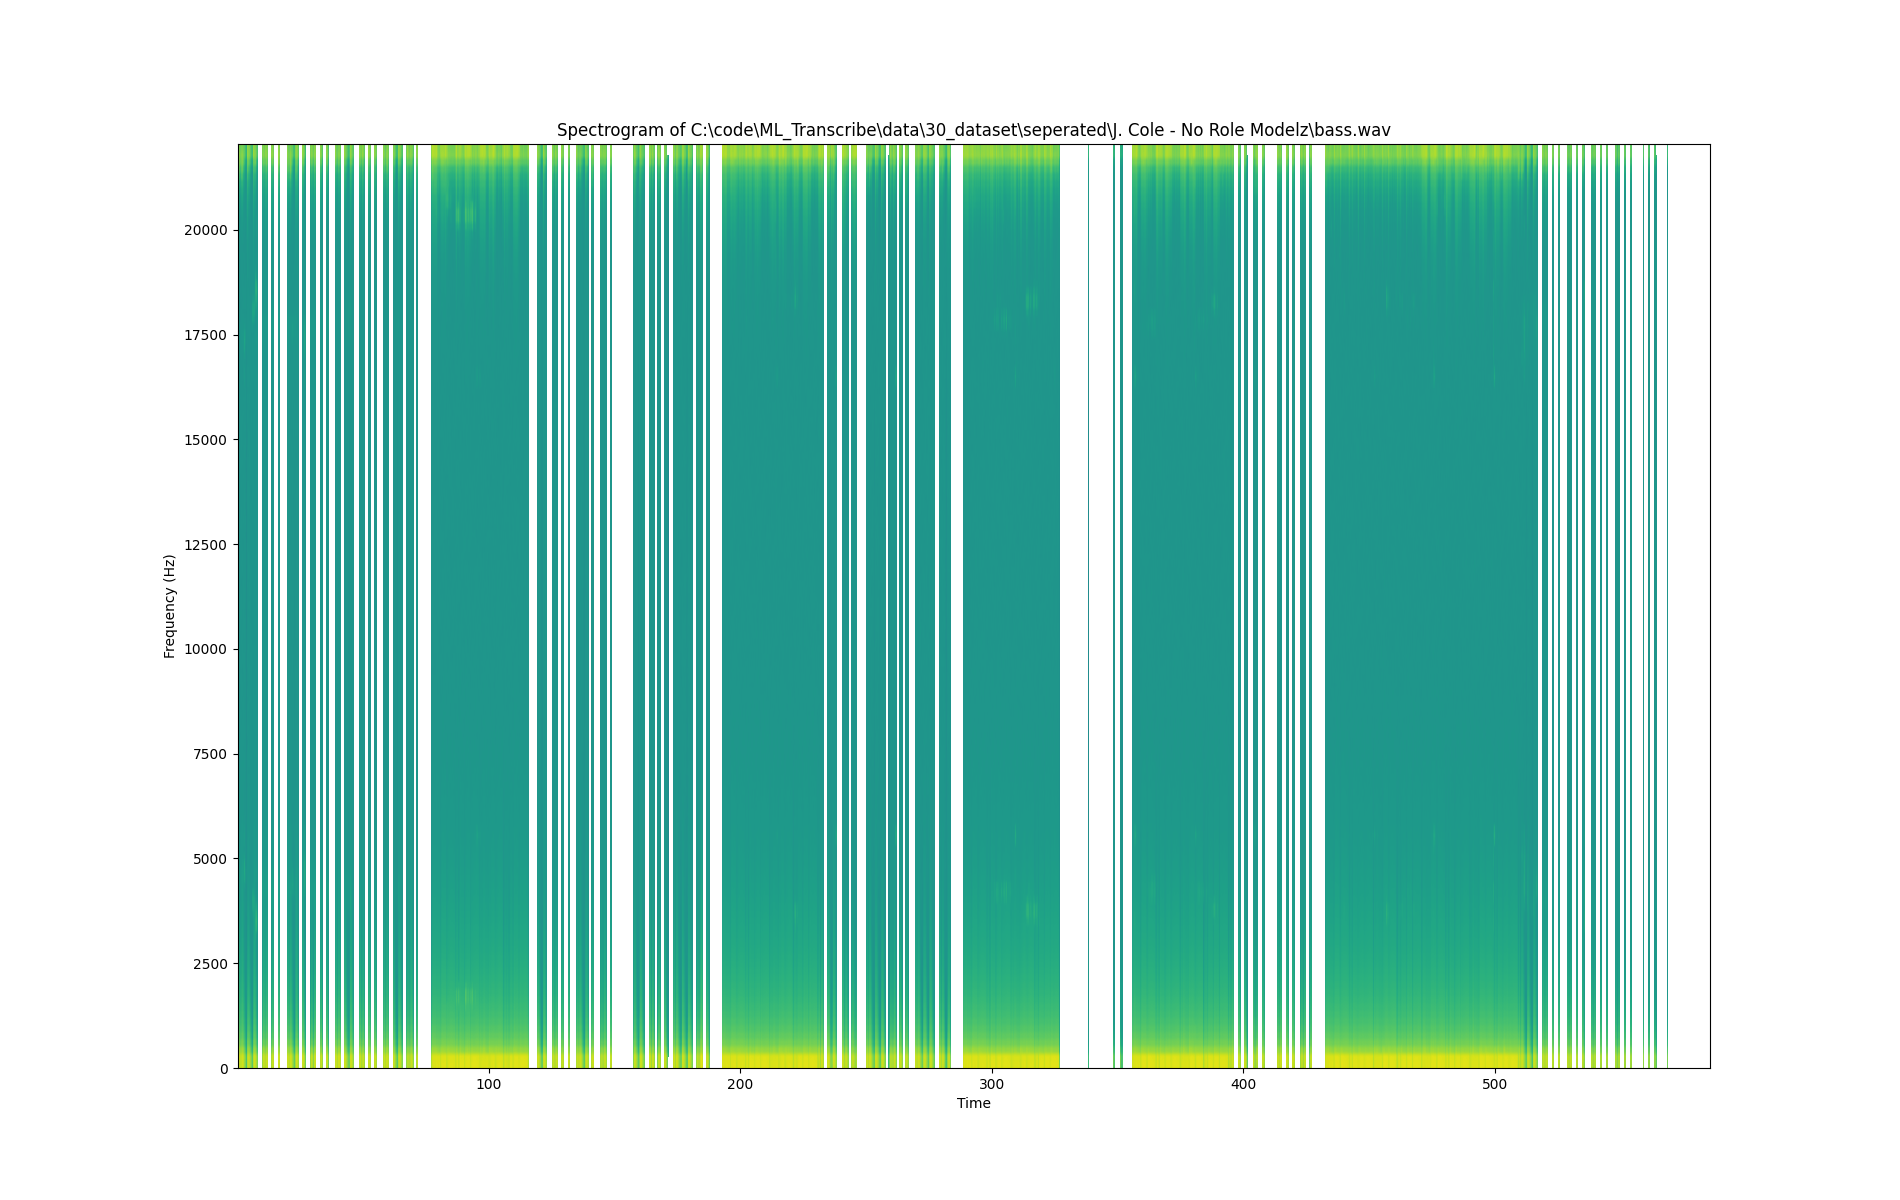 Spectrogram of C:\code\ML_Transcribe\data\30_dataset\seperated\J. Cole - No Role Modelz\bass.wav
20000
17500
15000
12500
10000
7500
5000
2500
0
Frequency (Hz)
100 200 300 400 500
Time